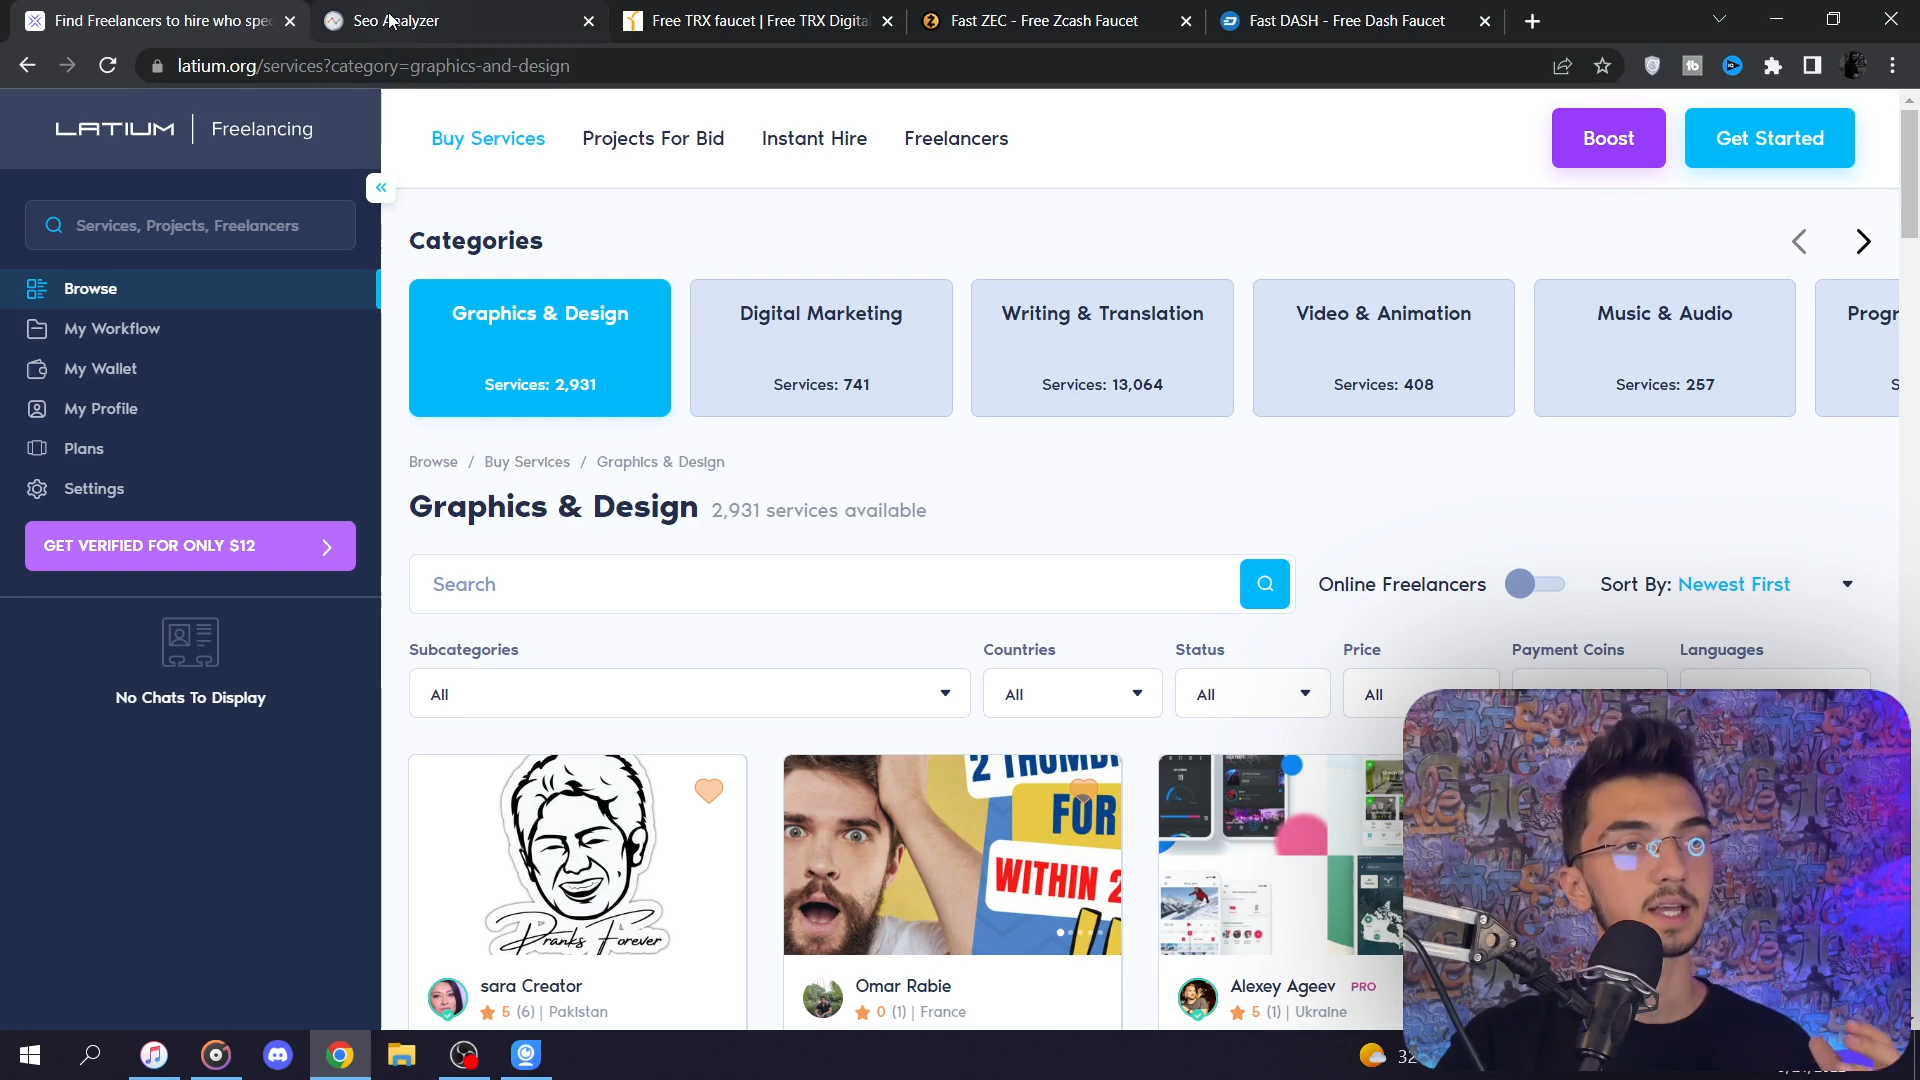 Find Freelancers to hire who spec
Seo Analyzer
Free TRX faucet | Free TRX Digital
Fast ZEC - Free Zcash Faucet
Fast DASH - Free Dash Faucet
latium.org/services?category=graphics-and-design
LATIUM | Freelancing
Buy Services
Projects For Bid
Instant Hire
Freelancers
Boost
Get Started
Services, Projects, Freelancers
Browse
My Workflow
My Wallet
My Profile
Plans
Settings
GET VERIFIED FOR ONLY $12
No Chats To Display
Categories
Graphics & Design
Services: 2,931
Digital Marketing
Services: 741
Writing & Translation
Services: 13,064
Video & Animation
Services: 408
Music & Audio
Services: 257
Progr
S
Browse / Buy Services / Graphics & Design
Graphics & Design 2,931 services available
Search
Online Freelancers
Sort By: Newest First
Subcategories
All
Countries
All
Status
All
Price
All
Payment Coins
Languages
Pranks Forever
2 THUMBN
FOR
WITHIN 2
sara Creator
5 (6) | Pakistan
Omar Rabie
0 (1) | France
Alexey Ageev PRO
5 (1) | Ukraine
32